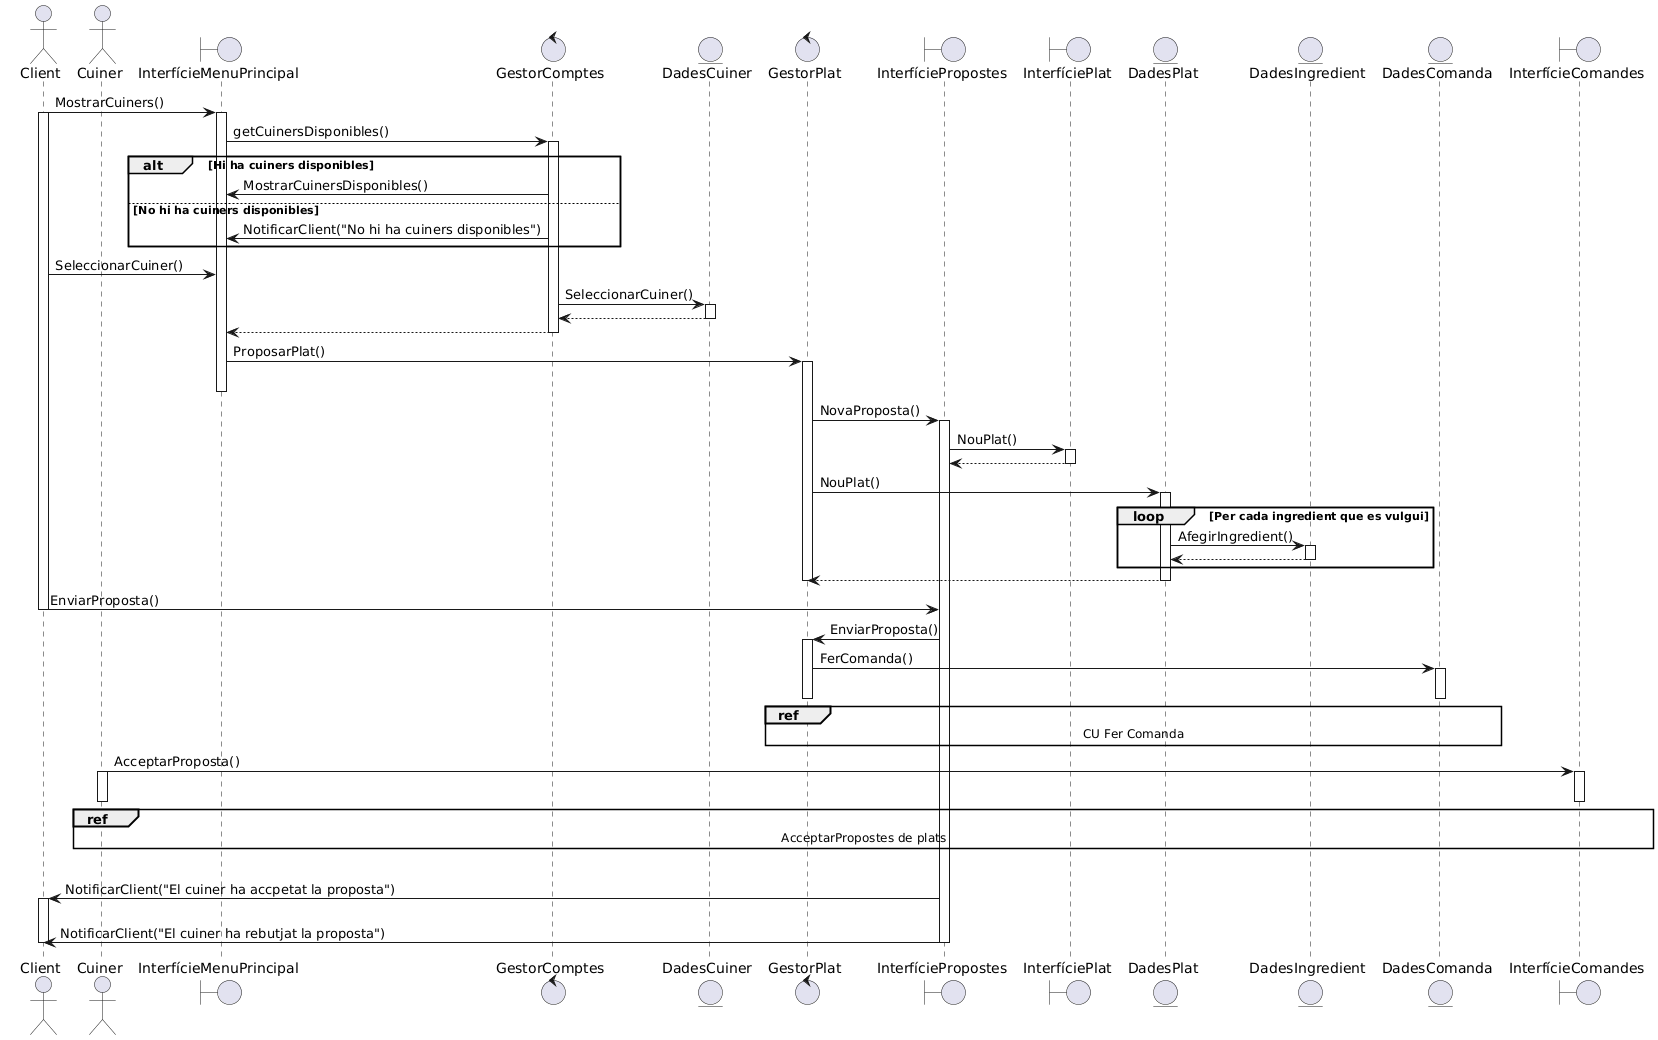 Client Cuiner InterfícieMenuPrincipal GestorComptes DadesCuiner GestorPlat InterfíciePropostes InterfíciePlat DadesPlat DadesIngredient DadesComanda InterfícieComandes
MostrarCuiners()
getCuinersDisponibles()
alt [Hi ha cuiners disponibles]
MostrarCuinersDisponibles()
[No hi ha cuiners disponibles]
NotificarClient("No hi ha cuiners disponibles")
SeleccionarCuiner()
SeleccionarCuiner()
ProposarPlat()
NovaProposta()
NouPlat()
NouPlat()
loop [Per cada ingredient que es vulgui]
AfegirIngredient()
EnviarProposta()
EnviarProposta()
FerComanda()
ref
CU Fer Comanda
AcceptarProposta()
ref
AcceptarPropostes de plats
NotificarClient("El cuiner ha accpetat la proposta")
NotificarClient("El cuiner ha rebutjat la proposta")
Client Cuiner InterfícieMenuPrincipal GestorComptes DadesCuiner GestorPlat InterfíciePropostes InterfíciePlat DadesPlat DadesIngredient DadesComanda InterfícieComandes